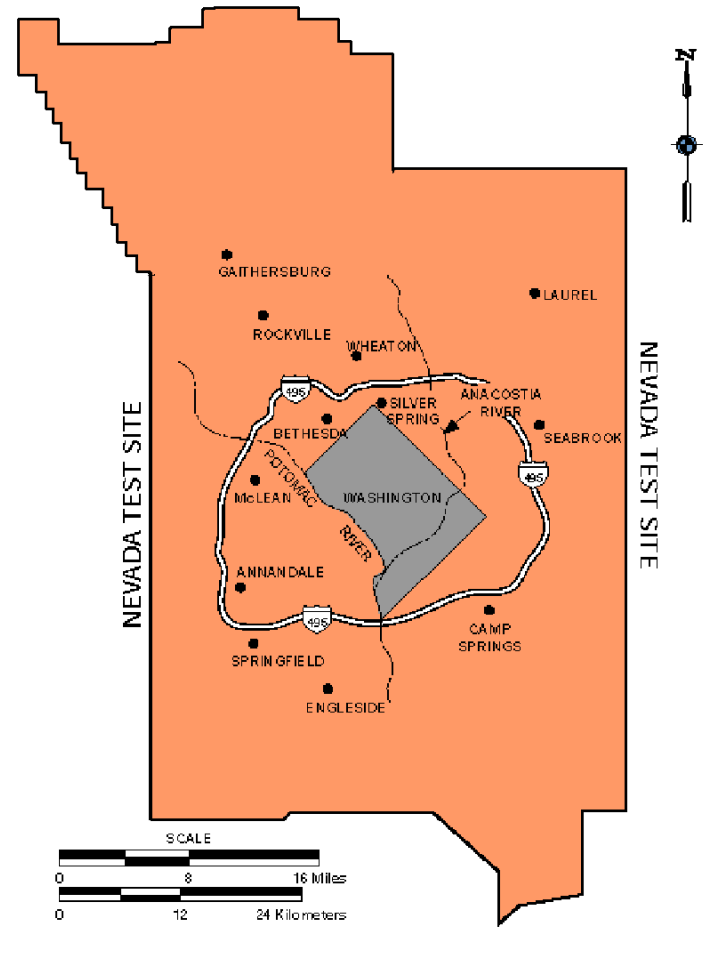 N
GAITHERSBURG
LAUREL
ROCKVILLE
WHEATON
495
ANACOSTIA
RIVER
SILVER
SPRING
BETHESDA
SEABROOK
POTOMAC
RIVER
McLEAN
WASHINGTON
495
NEVADA TEST SITE
NEVADA TEST SITE
ANNANDALE
495
CAMP
SPRINGS
SPRINGFIELD
ENGLESIDE
SCALE
0 8 16 Miles
0 12 24 Kilometers